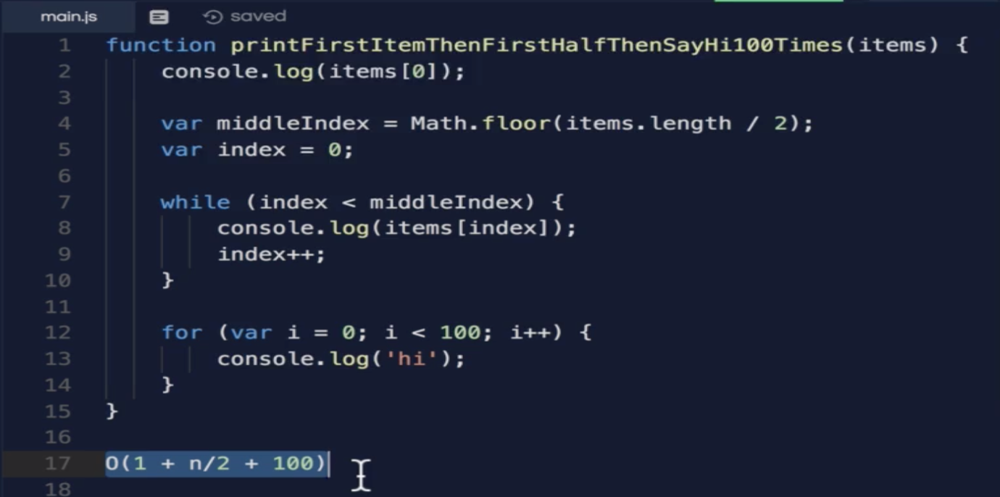 main.js saved
1 function printFirstItemThenFirstHalfThenSayHi100Times(items) {
2 console.log(items[0]);
3
4 var middleIndex = Math.floor(items.length / 2);
5 var index = 0;
6
7 while (index < middleIndex) {
8 console.log(items[index]);
9 index++;
10 }
11
12 for (var i = 0; i < 100; i++) {
13 console.log('hi');
14 }
15 }
16
17 O(1 + n/2 + 100)
18